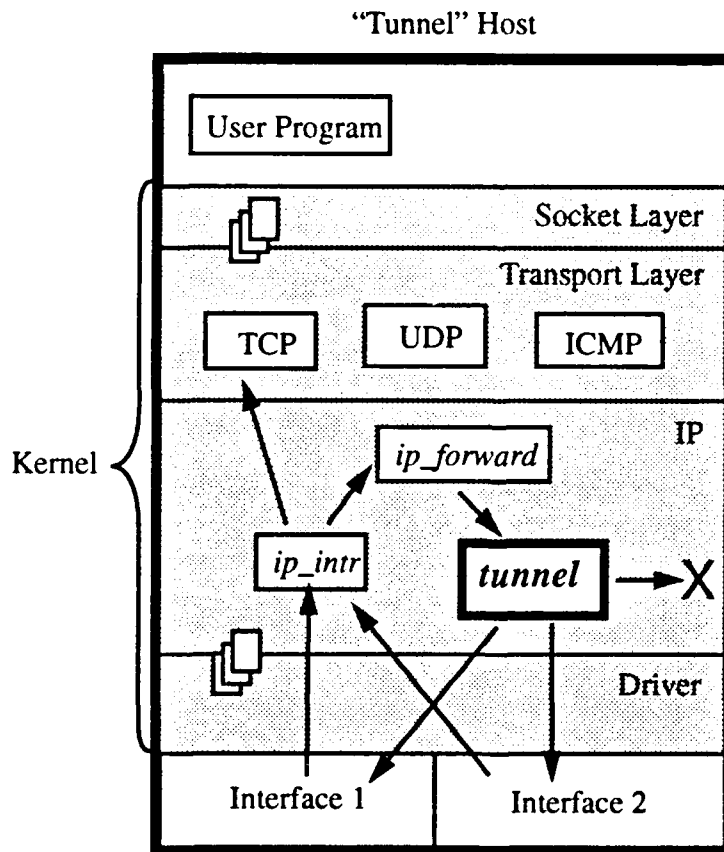 “Tunnel” Host
User Program
Socket Layer
Transport Layer
TCP
UDP
ICMP
IP
Kernel
ip_forward
ip_intr
tunnel
X
Driver
Interface 1
Interface 2